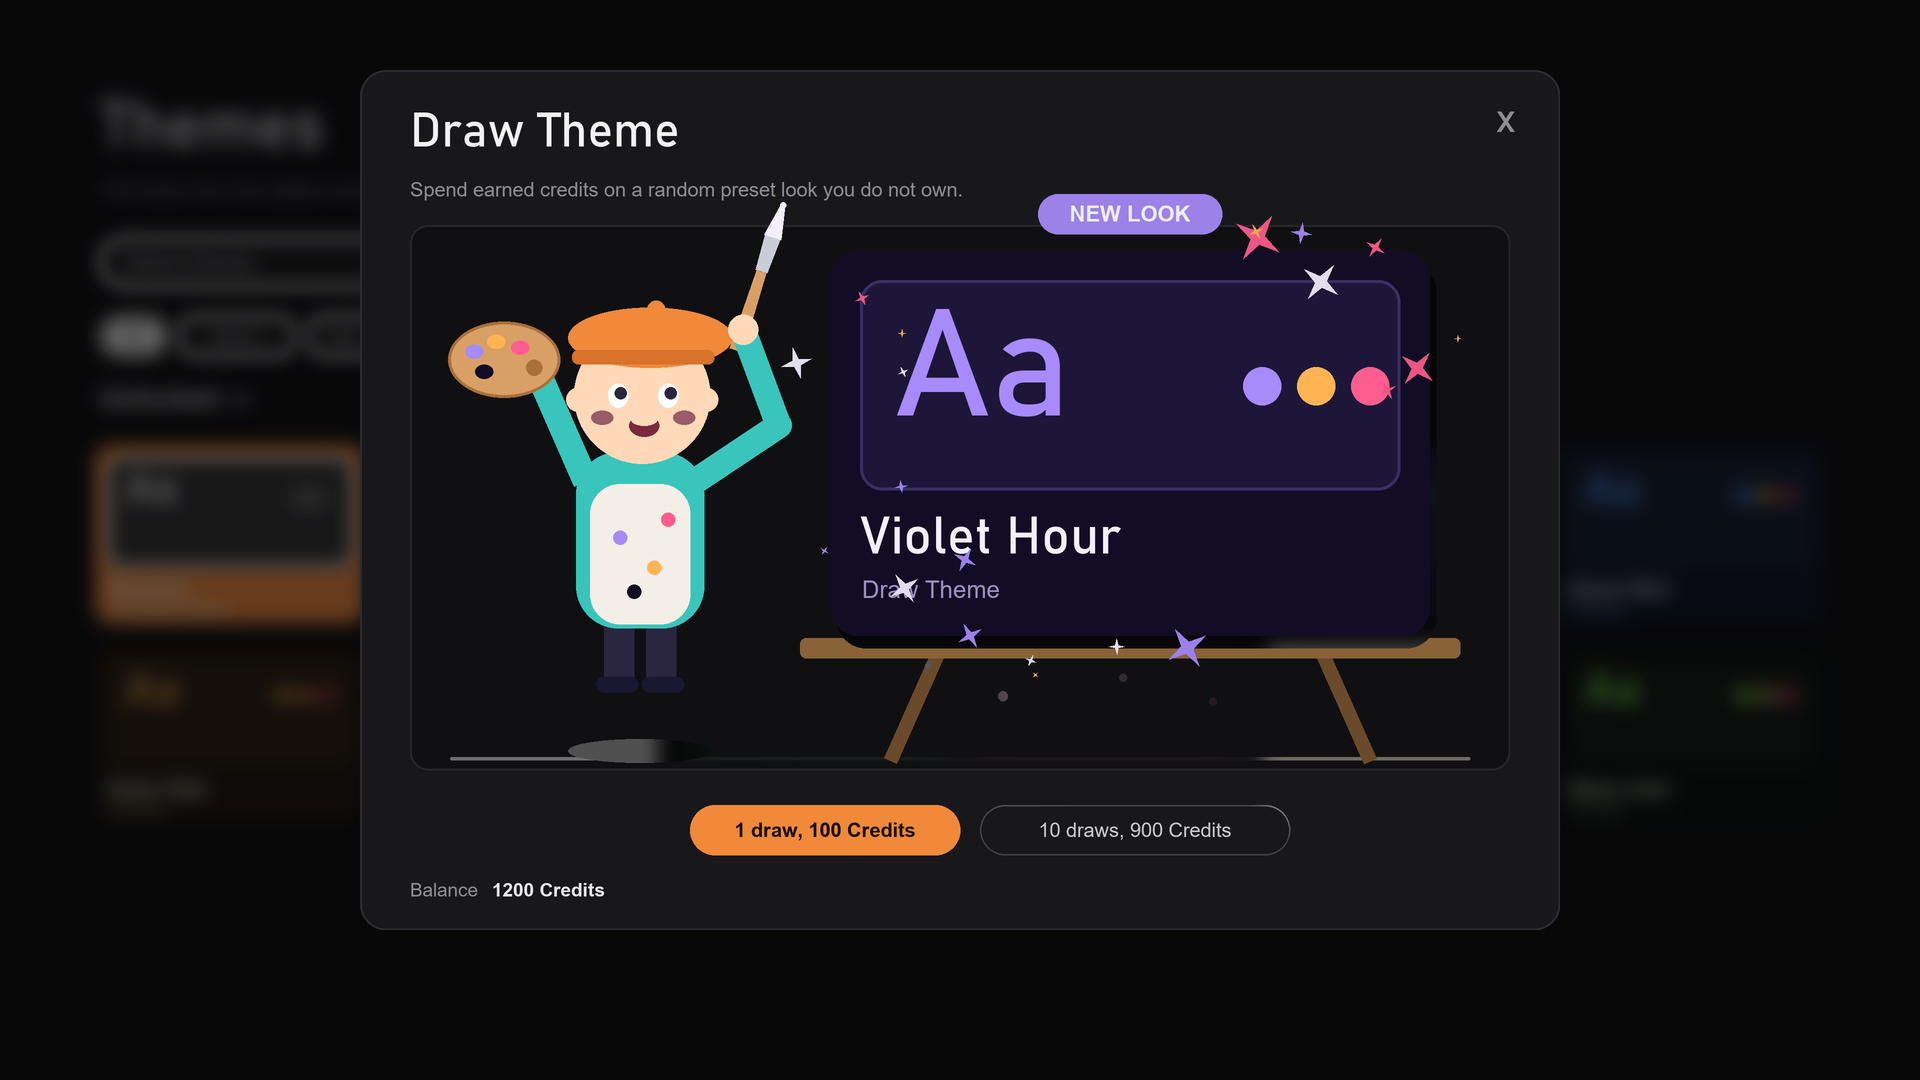 Themes
Draw Theme
X
Spend earned credits on a random preset look you do not own.
NEW LOOK
Aa
Violet Hour
Draw Theme
1 draw, 100 Credits
10 draws, 900 Credits
Balance 1200 Credits